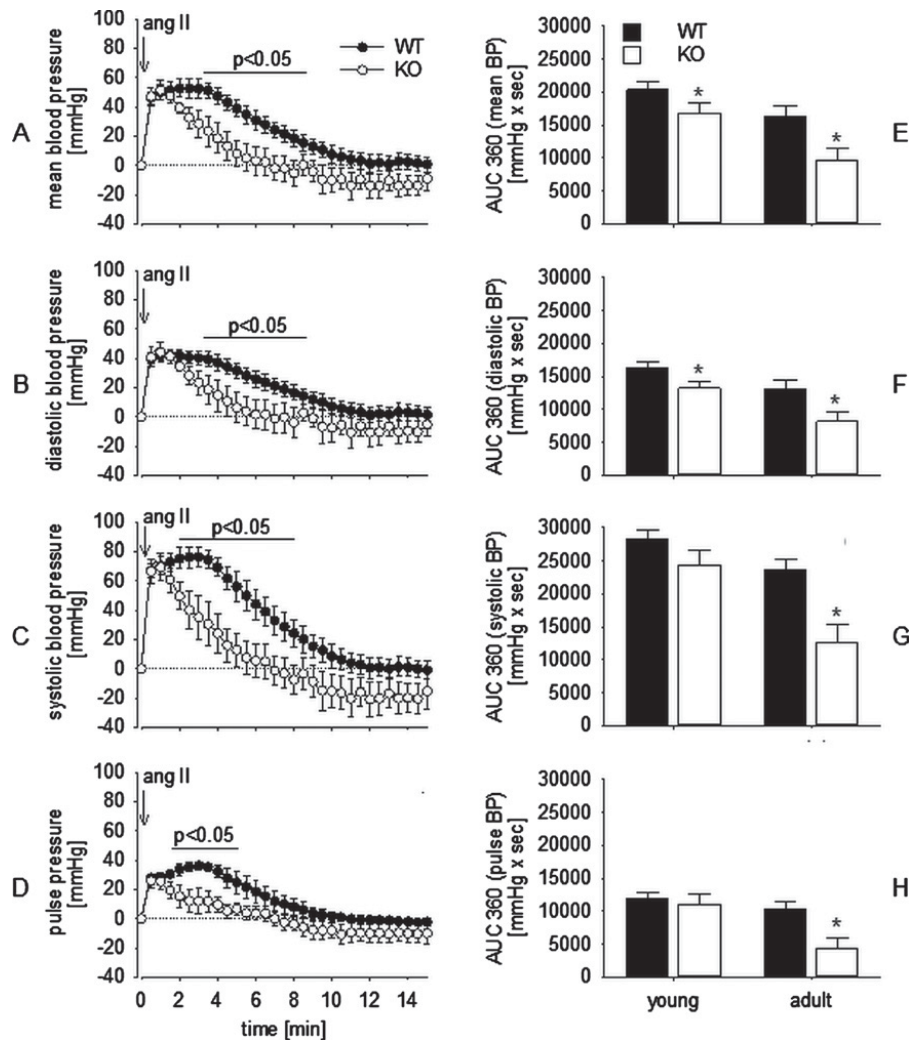 A
mean blood pressure
[mmHg]
100
80
60
40
20
0
-20
-40
ang II
p<0.05
WT
KO
E
AUC 360 (mean BP)
[mmHg x sec]
30000
25000
20000
15000
10000
5000
0
WT
KO
*
*
B
diastolic blood pressure
[mmHg]
100
80
60
40
20
0
-20
-40
ang II
p<0.05
F
AUC 360 (diastolic BP)
[mmHg x sec]
30000
25000
20000
15000
10000
5000
0
*
*
C
systolic blood pressure
[mmHg]
100
80
60
40
20
0
-20
-40
ang II
p<0.05
G
AUC 360 (systolic BP)
[mmHg x sec]
30000
25000
20000
15000
10000
5000
0
*
D
pulse pressure
[mmHg]
100
80
60
40
20
0
-20
-40
ang II
p<0.05
0 2 4 6 8 10 12 14
time [min]
H
AUC 360 (pulse BP)
[mmHg x sec]
30000
25000
20000
15000
10000
5000
0
*
young adult